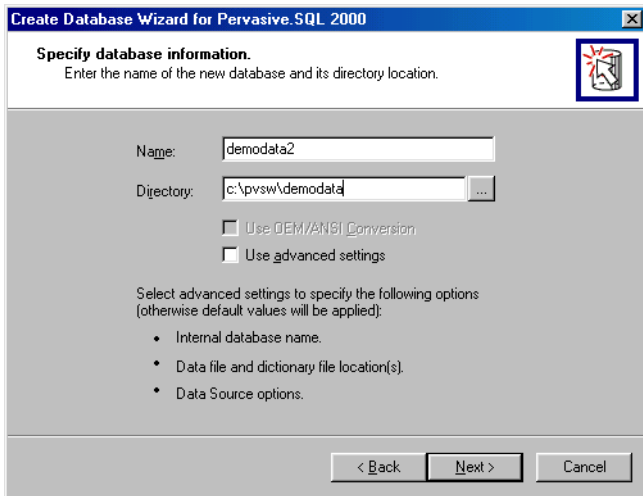 Create Database Wizard for Pervasive.SQL 2000
Specify database information.
Enter the name of the new database and its directory location.
Name:
demodata2
Directory:
c:\pvsw\demodata
...
Use OEM/ANSI Conversion
Use advanced settings
Select advanced settings to specify the following options
(otherwise default values will be applied):
• Internal database name.
• Data file and dictionary file location(s).
• Data Source options.
< Back
Next >
Cancel